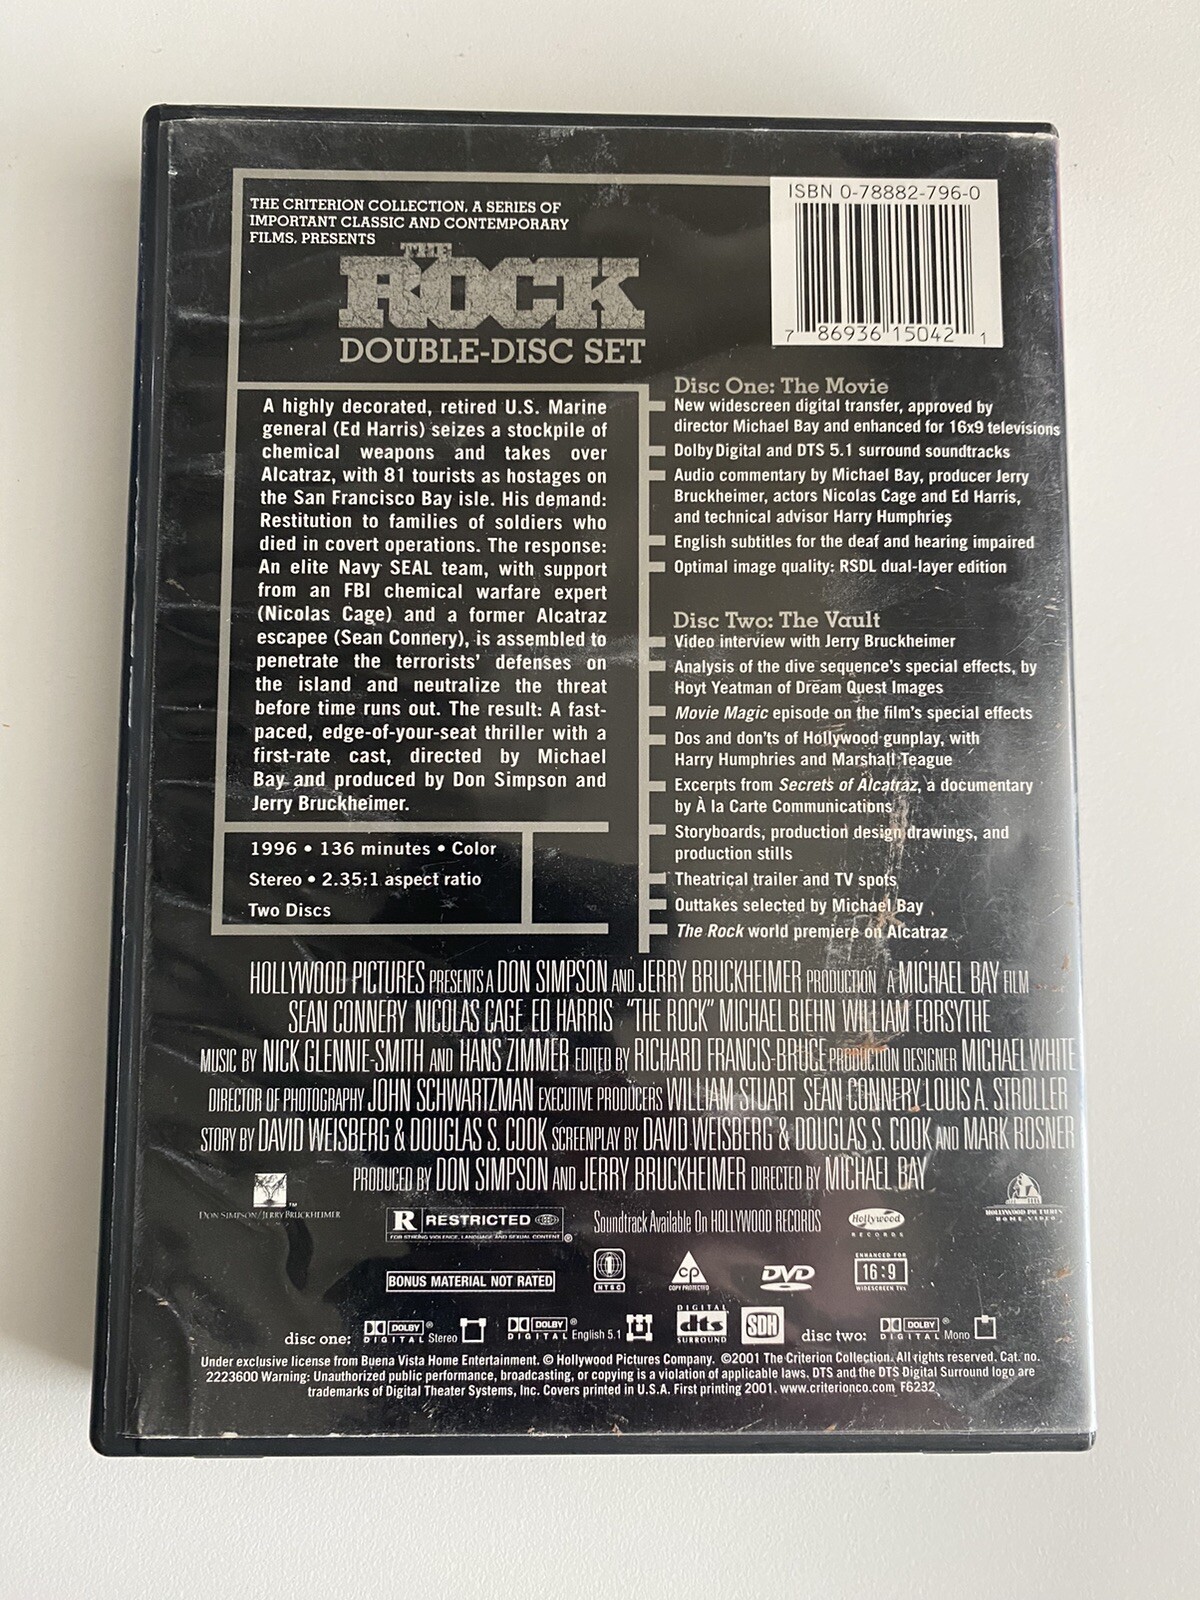 THE CRITERION COLLECTION, A SERIES OF
IMPORTANT CLASSIC AND CONTEMPORARY
FILMS, PRESENTS
THE
ROCK
DOUBLE-DISC SET
ISBN 0-78882-796-0
7 86936 15042 1
A highly decorated, retired U.S. Marine
general (Ed Harris) seizes a stockpile of
chemical weapons and takes over
Alcatraz, with 81 tourists as hostages on
the San Francisco Bay isle. His demand:
Restitution to families of soldiers who
died in covert operations. The response:
An elite Navy SEAL team, with support
from an FBI chemical warfare expert
(Nicolas Cage) and a former Alcatraz
escapee (Sean Connery), is assembled to
penetrate the terrorists' defenses on
the island and neutralize the threat
before time runs out. The result: A fast-
paced, edge-of-your-seat thriller with a
first-rate cast, directed by Michael
Bay and produced by Don Simpson and
Jerry Bruckheimer.
1996 • 136 minutes • Color
Stereo • 2.35:1 aspect ratio
Two Discs
Disc One: The Movie
New widescreen digital transfer, approved by
director Michael Bay and enhanced for 16x9 televisions
Dolby Digital and DTS 5.1 surround soundtracks
Audio commentary by Michael Bay, producer Jerry
Bruckheimer, actors Nicolas Cage and Ed Harris,
and technical advisor Harry Humphries
English subtitles for the deaf and hearing impaired
Optimal image quality: RSDL dual-layer edition
Disc Two: The Vault
Video interview with Jerry Bruckheimer
Analysis of the dive sequence's special effects, by
Hoyt Yeatman of Dream Quest Images
Movie Magic episode on the film's special effects
Dos and don'ts of Hollywood gunplay, with
Harry Humphries and Marshall Teague
Excerpts from Secrets of Alcatraz, a documentary
by À la Carte Communications
Storyboards, production design drawings, and
production stills
Theatrical trailer and TV spots
Outtakes selected by Michael Bay
The Rock world premiere on Alcatraz
HOLLYWOOD PICTURES PRESENTS A DON SIMPSON AND JERRY BRUCKHEIMER PRODUCTION A MICHAEL BAY FILM
SEAN CONNERY NICOLAS CAGE ED HARRIS "THE ROCK" MICHAEL BIEHN WILLIAM FORSYTHE
MUSIC BY NICK GLENNIE-SMITH AND HANS ZIMMER EDITED BY RICHARD FRANCIS-BRUCE PRODUCTION DESIGNER MICHAEL WHITE
DIRECTOR OF PHOTOGRAPHY JOHN SCHWARTZMAN EXECUTIVE PRODUCERS WILLIAM STUART SEAN CONNERY LOUIS A. STROLLER
STORY BY DAVID WEISBERG & DOUGLAS S. COOK SCREENPLAY BY DAVID WEISBERG & DOUGLAS S. COOK AND MARK ROSNER
PRODUCED BY DON SIMPSON AND JERRY BRUCKHEIMER DIRECTED BY MICHAEL BAY
DON SIMPSON/JERRY BRUCKHEIMER
HOLLYWOOD PICTURES
HOME VIDEO
R RESTRICTED ®
FOR STRONG VIOLENCE, LANGUAGE AND SEXUAL CONTENT
Soundtrack Available On HOLLYWOOD RECORDS
Hollywood
RECORDS
BONUS MATERIAL NOT RATED
1 NTSC
CP COPY PROTECTED
DVD
ENHANCED FOR
16:9
WIDESCREEN TVs
disc one: DOLBY ® DIGITAL Stereo
DOLBY ® DIGITAL English 5.1
DIGITAL dts SURROUND
SDH
disc two: DOLBY ® DIGITAL Mono
Under exclusive license from Buena Vista Home Entertainment. © Hollywood Pictures Company. ©2001 The Criterion Collection. All rights reserved. Cat. no.
2223600 Warning: Unauthorized public performance, broadcasting, or copying is a violation of applicable laws. DTS and the DTS Digital Surround logo are
trademarks of Digital Theater Systems, Inc. Covers printed in U.S.A. First printing 2001. www.criterionco.com F6232